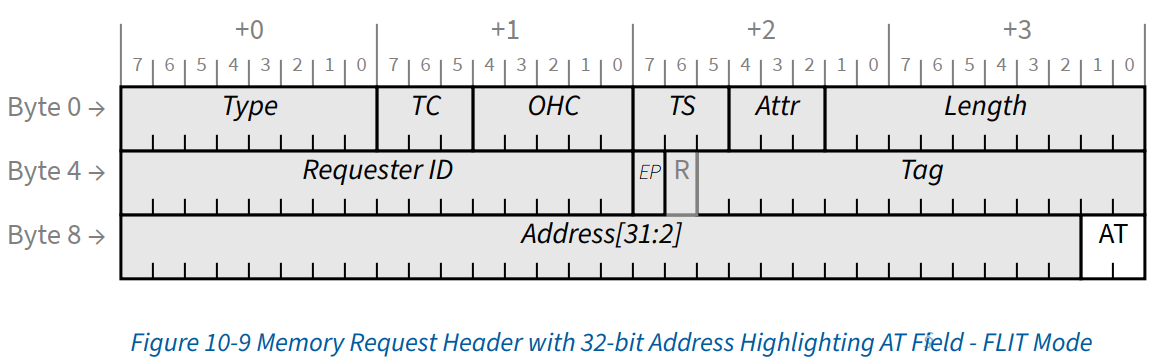 +0 +1 +2 +3
7 6 5 4 3 2 1 0 7 6 5 4 3 2 1 0 7 6 5 4 3 2 1 0 7 6 5 4 3 2 1 0
Byte 0 → Type TC OHC TS Attr Length
Byte 4 → Requester ID EP R Tag
Byte 8 → Address[31:2] AT
Figure 10-9 Memory Request Header with 32-bit Address Highlighting AT Field - FLIT Mode